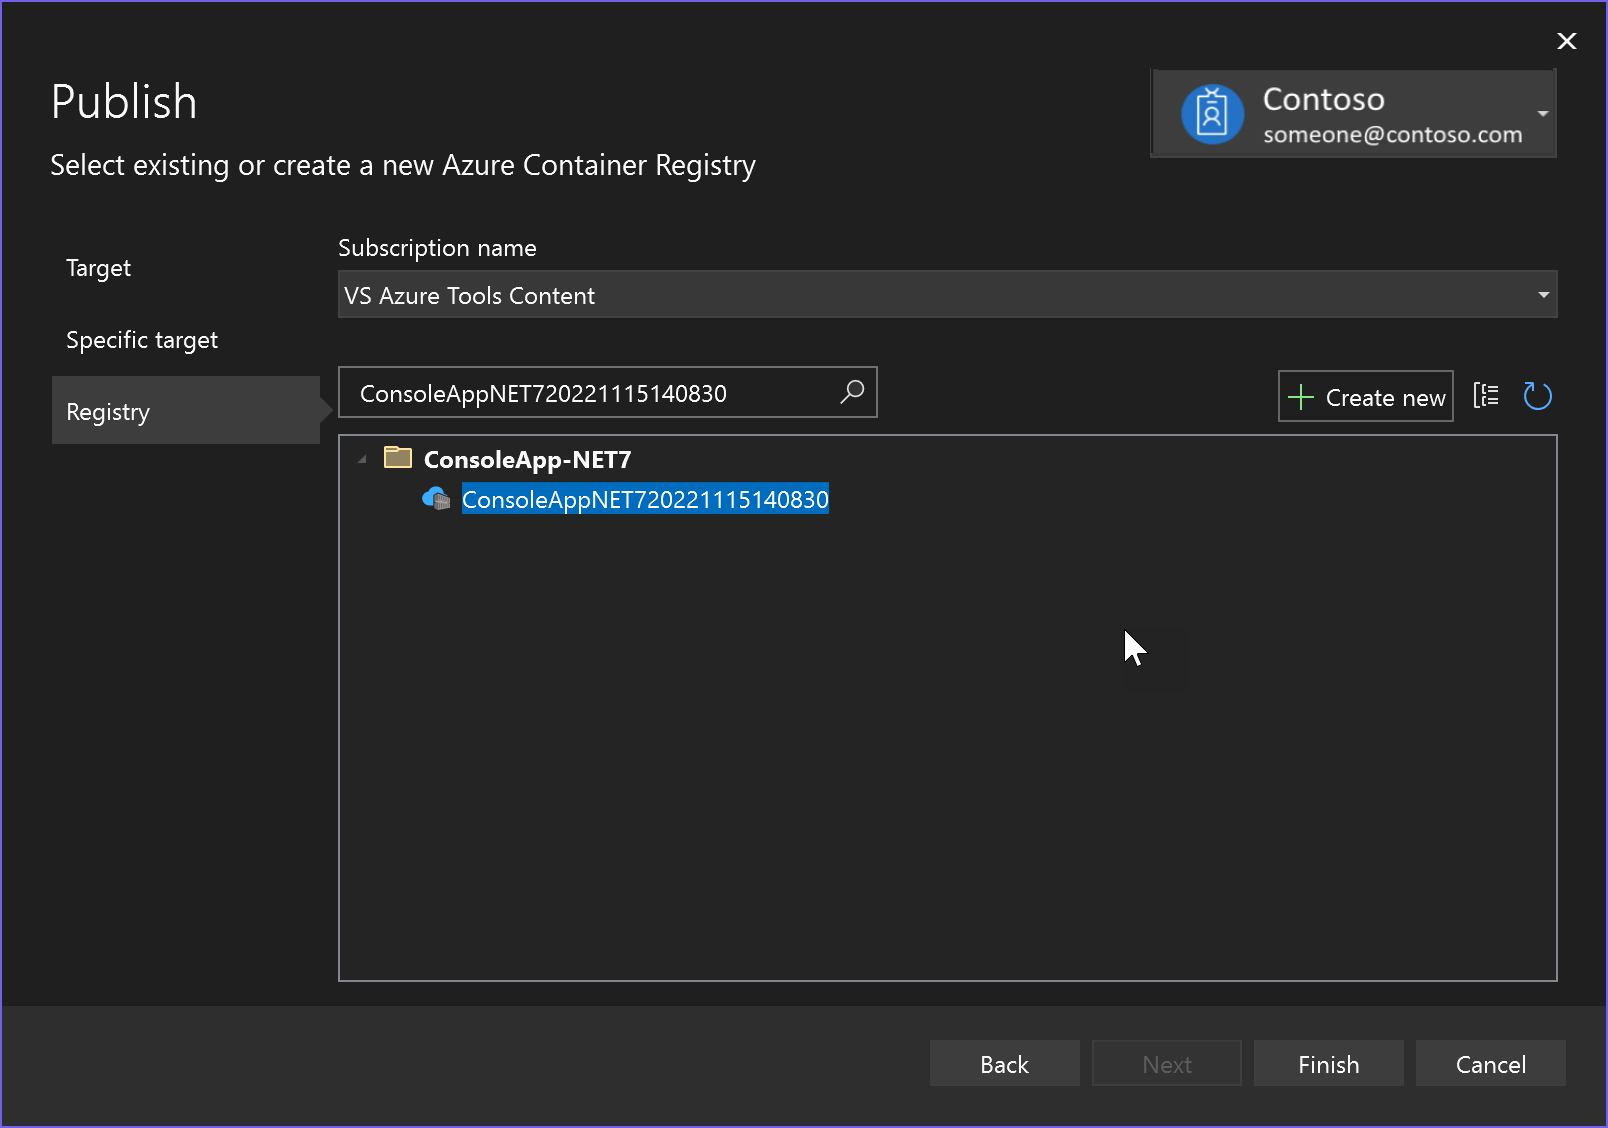 Publish
Select existing or create a new Azure Container Registry
Contoso
someone@contoso.com
Target
Specific target
Registry
Subscription name
VS Azure Tools Content
ConsoleAppNET720221115140830
Create new
ConsoleApp-NET7
ConsoleAppNET720221115140830
Back
Next
Finish
Cancel